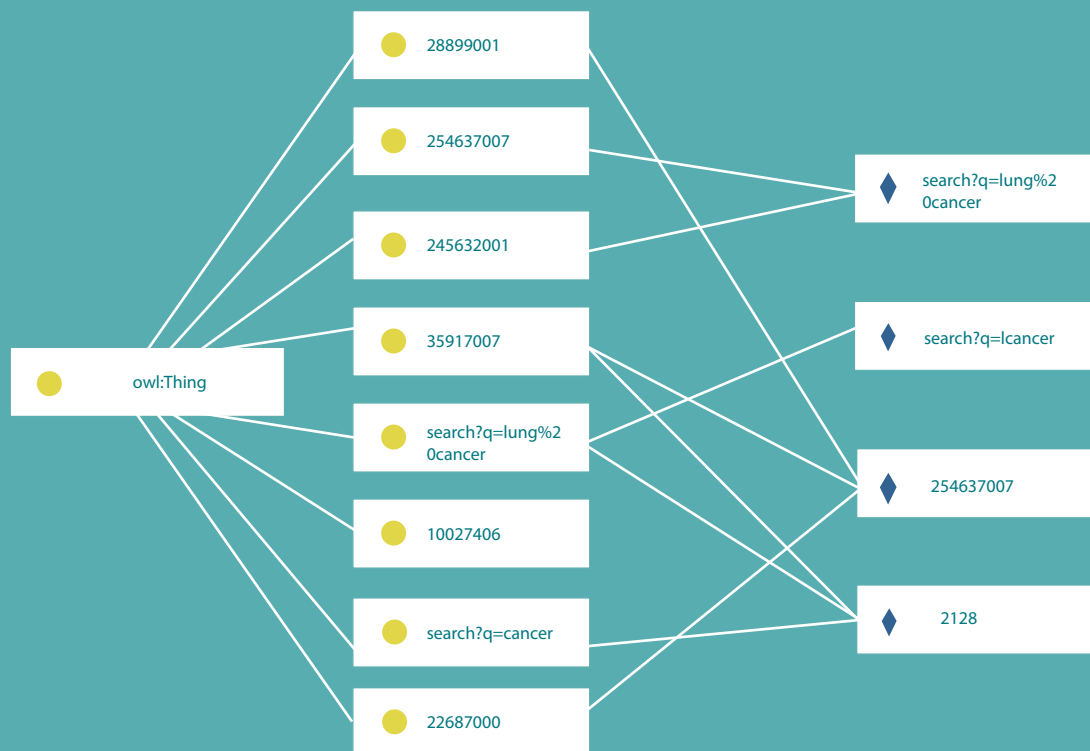 owl:Thing
28899001
254637007
245632001
35917007
search?q=lung%2
0cancer
10027406
search?q=cancer
22687000
search?q=lung%2
0cancer
search?q=lcancer
254637007
2128